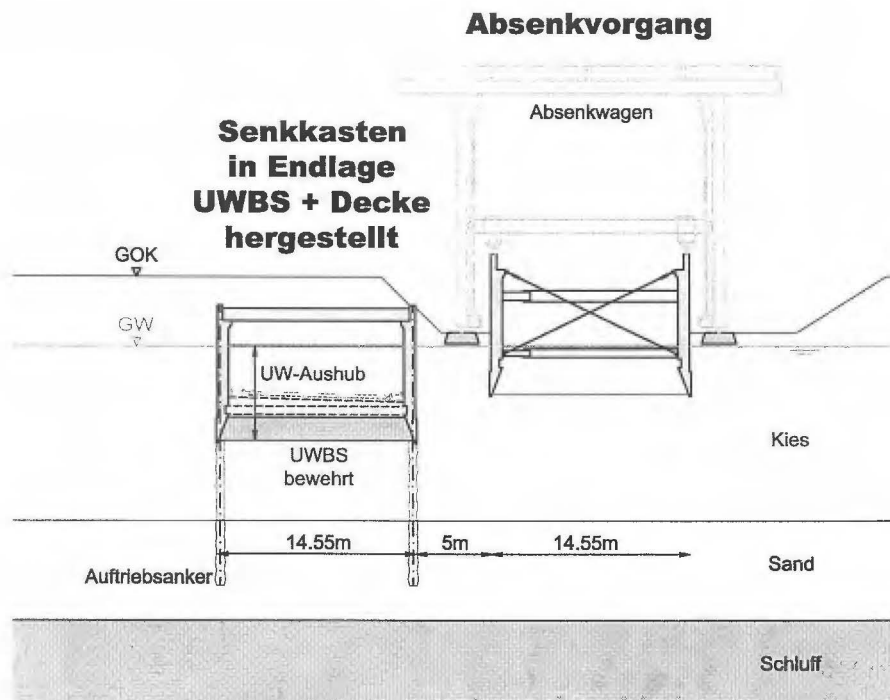 Absenkvorgang
Absenkwagen
Senkkasten
in Endlage
UWBS + Decke
hergestellt
GOK
GW
UW-Aushub
UWBS
bewehrt
Kies
14.55m
5m
14.55m
Auftriebsanker
Sand
Schluff